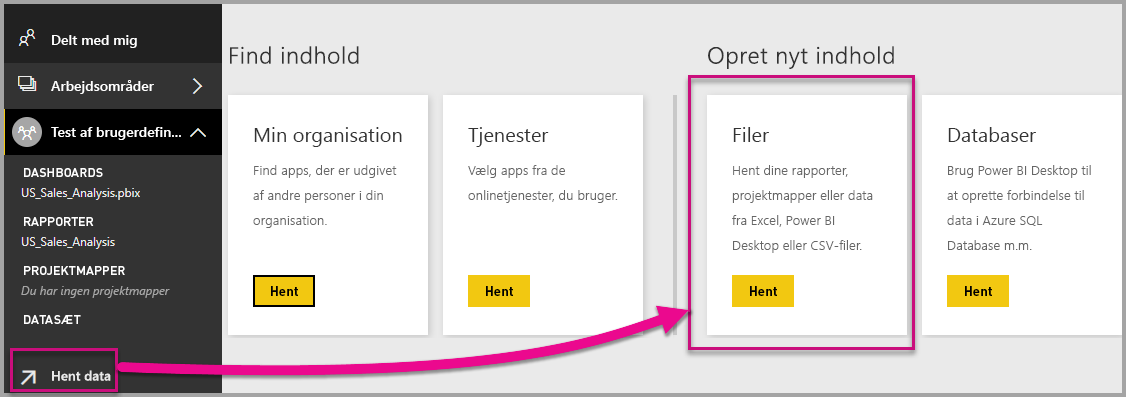 Delt med mig
Arbejdsområder
Test af brugerdefin...
DASHBOARDS
US_Sales_Analysis.pbix
RAPPORTER
US_Sales_Analysis
PROJEKTMAPPER
Du har ingen projektmapper
DATASÆT
Hent data
Find indhold
Min organisation
Find apps, der er udgivet
af andre personer i din
organisation.
Hent
Tjenester
Vælg apps fra de
onlinetjenester, du bruger.
Hent
Opret nyt indhold
Filer
Hent dine rapporter,
projektmapper eller data
fra Excel, Power BI
Desktop eller CSV-filer.
Hent
Databaser
Brug Power BI Desktop til
at oprette forbindelse til
data i Azure SQL
Database m.m.
Hent